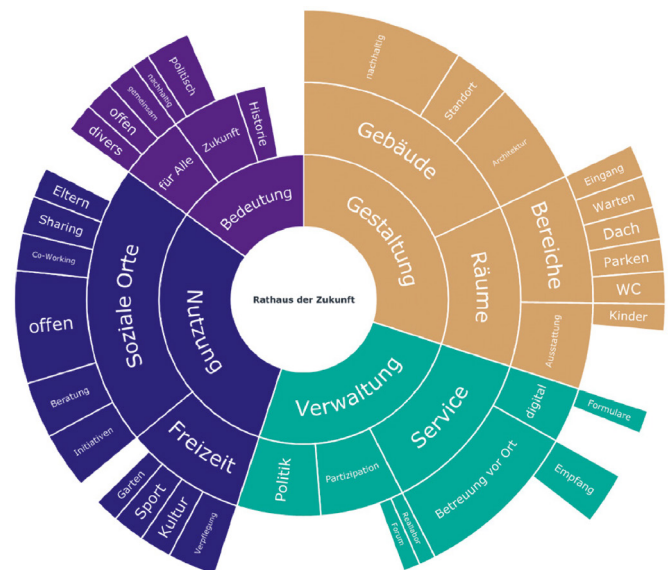 Rathaus der Zukunft
Gestaltung
Gebäude
nachhaltig
Standort
Architektur
Räume
Bereiche
Eingang
Warten
Dach
Parken
WC
Kinder
Ausstattung
Verwaltung
Service
digital
Formulare
Betreuung vor Ort
Empfang
Reallabor
Forum
Partizipation
Politik
Nutzung
Freizeit
Verpflegung
Kultur
Sport
Garten
Soziale Orte
Initiativen
Beratung
offen
Co-Working
Sharing
Eltern
Bedeutung
für Alle
divers
offen
gemeinsam
nachhaltig
politisch
Zukunft
Historie